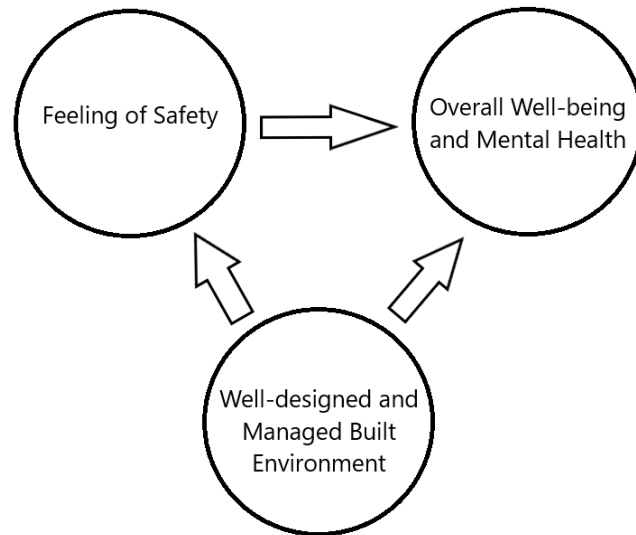 Feeling of Safety
Overall Well-being
and Mental Health
Well-designed and
Managed Built
Environment